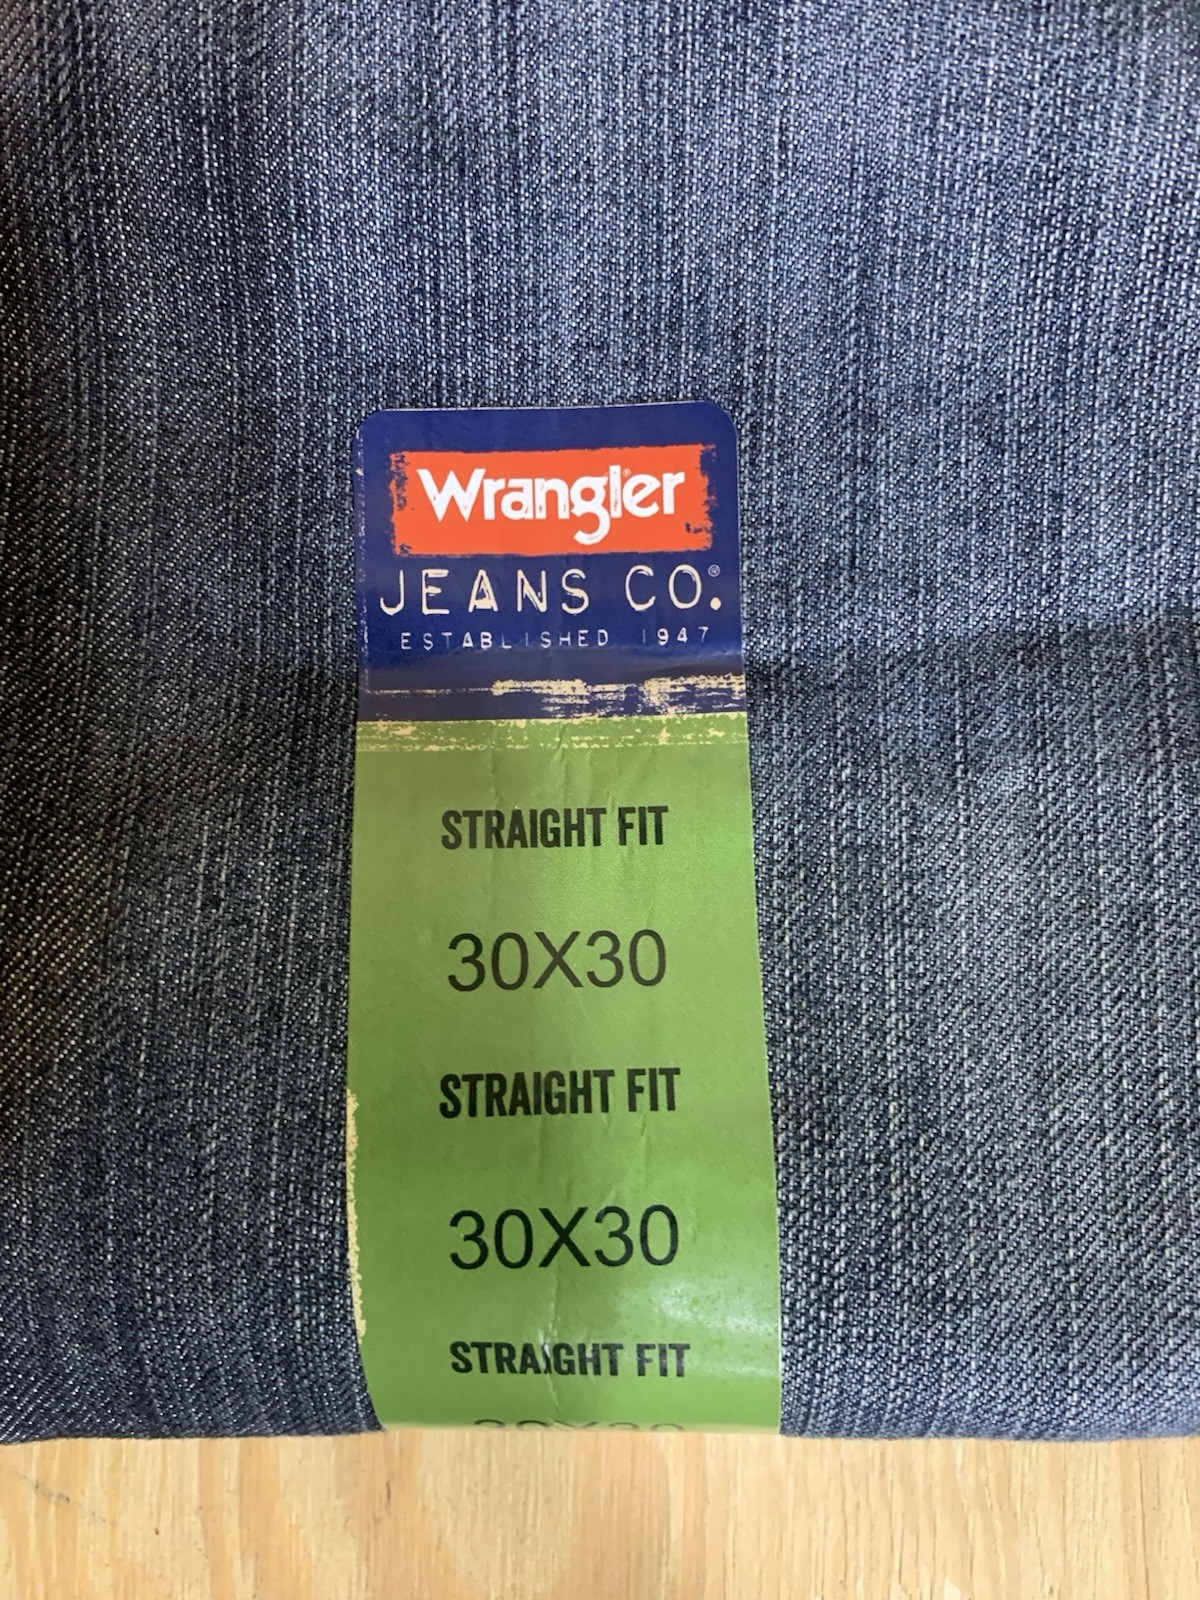 Wrangler®
JEANS CO.®
ESTABLISHED 1947
STRAIGHT FIT
30X30
STRAIGHT FIT
30X30
STRAIGHT FIT